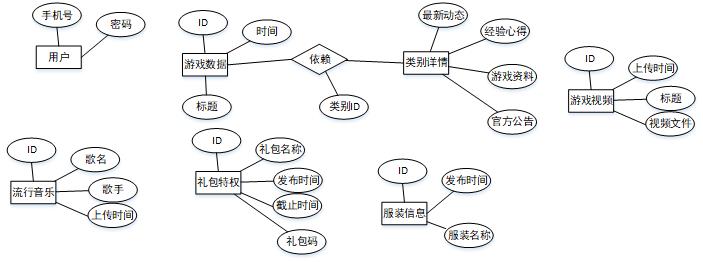 手机号
密码
用户
ID
时间
游戏数据
标题
依赖
类别ID
最新动态
经验心得
类别详情
游戏资料
官方公告
ID
上传时间
游戏视频
标题
视频文件
ID
歌名
流行音乐
歌手
上传时间
ID
礼包名称
礼包特权
发布时间
截止时间
礼包码
ID
发布时间
服装信息
服装名称